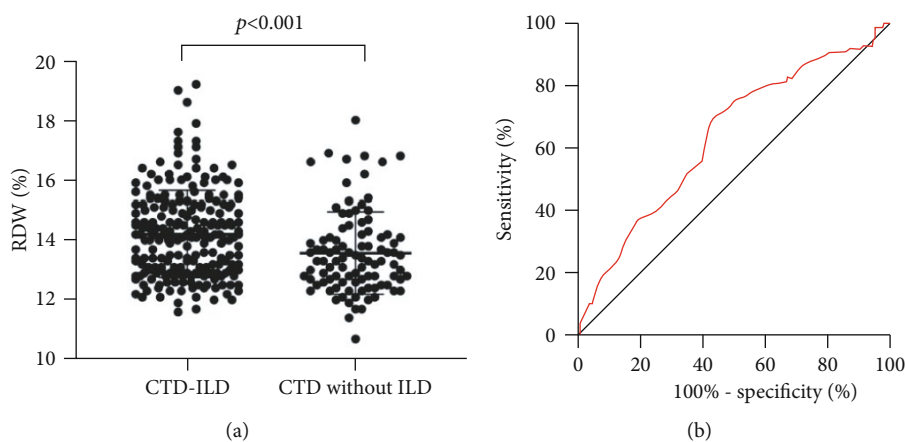 p<0.001
20
18
16
14
12
10
RDW (%)
CTD-ILD
CTD without ILD
(a)
100
80
60
40
20
0
Sensitivity (%)
0
20
40
60
80
100
100% - specificity (%)
(b)